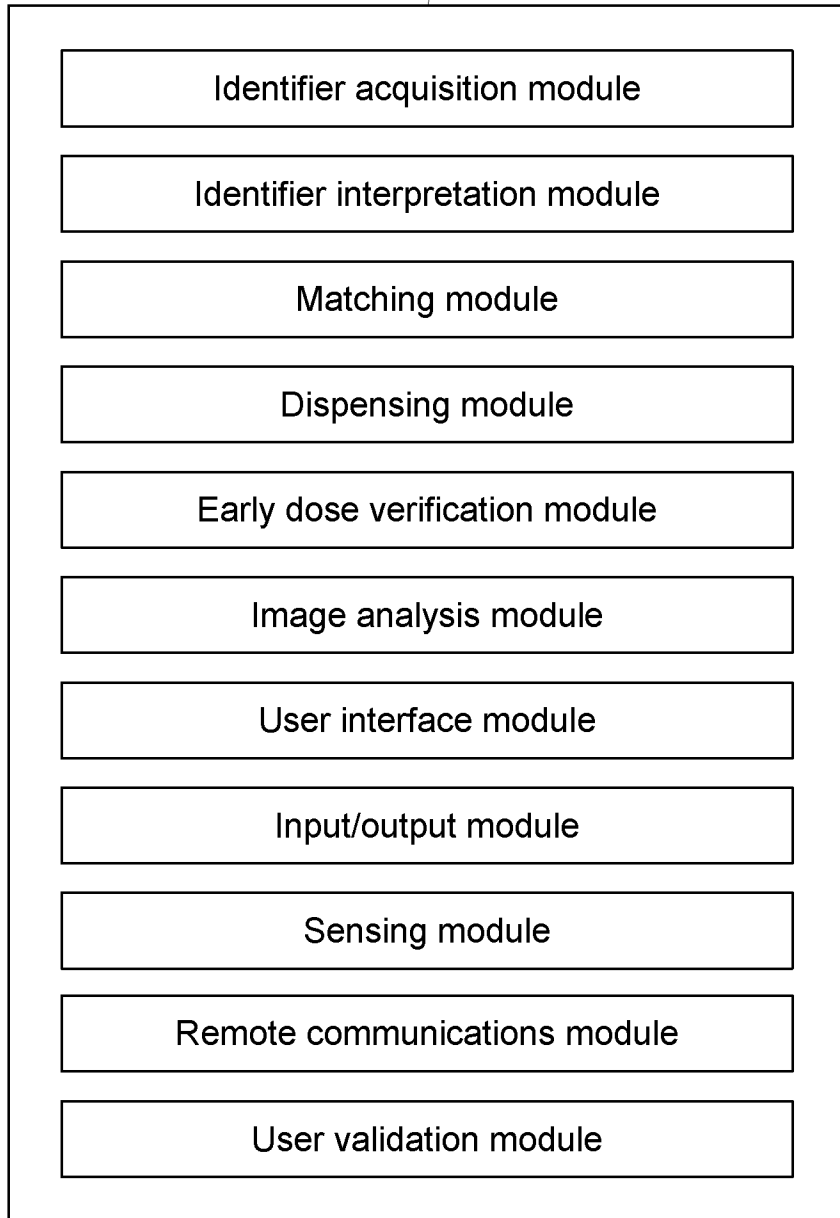 Identifier acquisition module
Identifier interpretation module
Matching module
Dispensing module
Early dose verification module
Image analysis module
User interface module
Input/output module
Sensing module
Remote communications module
User validation module